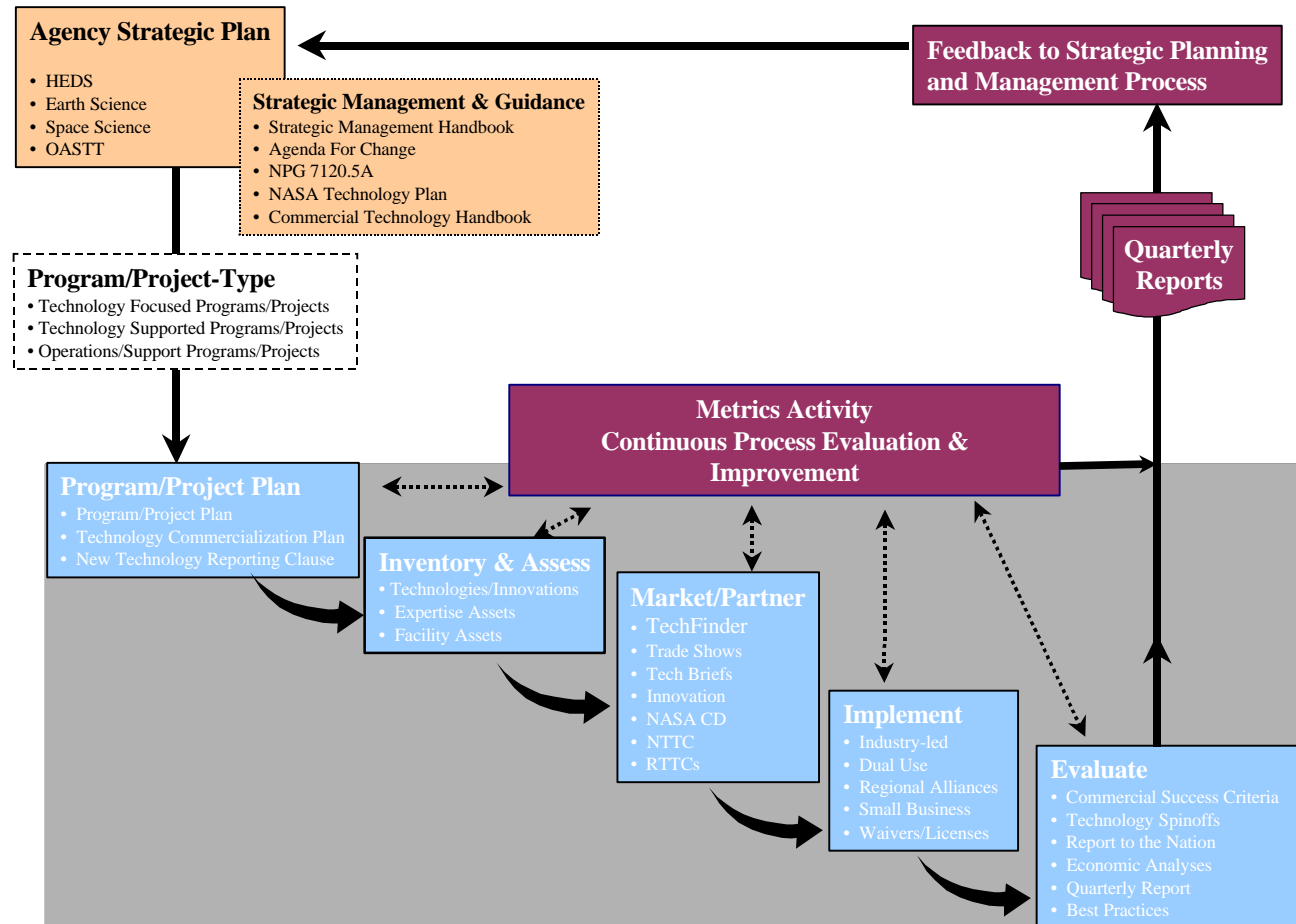 Agency Strategic Plan
• HEDS
• Earth Science
• Space Science
• OASTT
Strategic Management & Guidance
• Strategic Management Handbook
• Agenda For Change
• NPG 7120.5A
• NASA Technology Plan
• Commercial Technology Handbook
Feedback to Strategic Planning
and Management Process
Quarterly
Reports
Program/Project-Type
• Technology Focused Programs/Projects
• Technology Supported Programs/Projects
• Operations/Support Programs/Projects
Metrics Activity
Continuous Process Evaluation &
Improvement
Program/Project Plan
• Program/Project Plan
• Technology Commercialization Plan
• New Technology Reporting Clause
Inventory & Assess
• Technologies/Innovations
• Expertise Assets
• Facility Assets
Market/Partner
• TechFinder
• Trade Shows
• Tech Briefs
• Innovation
• NASA CD
• NTTC
• RTTCs
Implement
• Industry-led
• Dual Use
• Regional Alliances
• Small Business
• Waivers/Licenses
Evaluate
• Commercial Success Criteria
• Technology Spinoffs
• Report to the Nation
• Economic Analyses
• Quarterly Report
• Best Practices